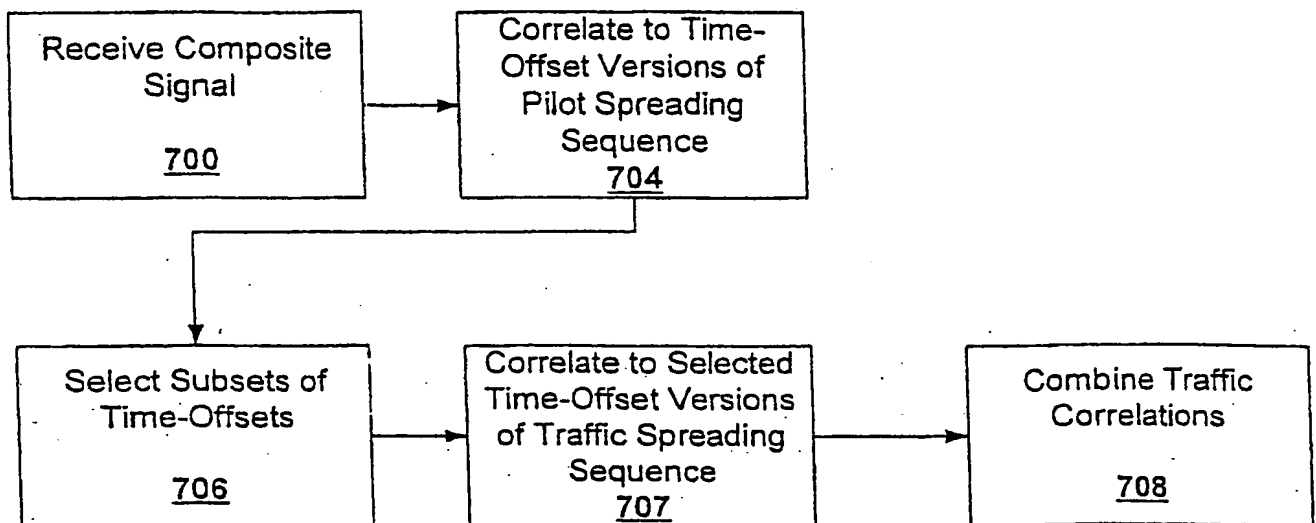 Receive Composite
Signal
700
Correlate to Time-
Offset Versions of
Pilot Spreading
Sequence
704
Select Subsets of
Time-Offsets
706
Correlate to Selected
Time-Offset Versions
of Traffic Spreading
Sequence
707
Combine Traffic
Correlations
708